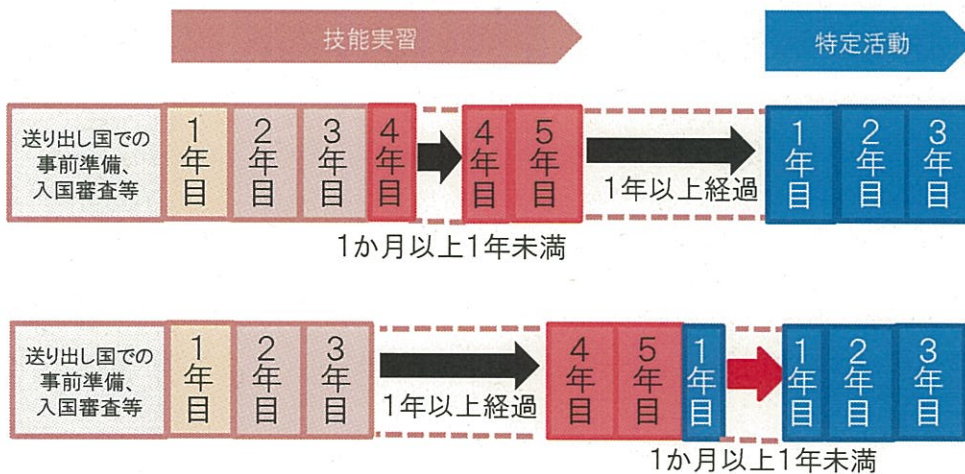 技能実習
特定活動
送り出し国での
事前準備、
入国審査等
1年目
2年目
3年目
4年目
4年目
5年目
1年以上経過
1年目
2年目
3年目
1か月以上1年未満
送り出し国での
事前準備、
入国審査等
1年目
2年目
3年目
1年以上経過
4年目
5年目
1年目
1年目
2年目
3年目
1か月以上1年未満